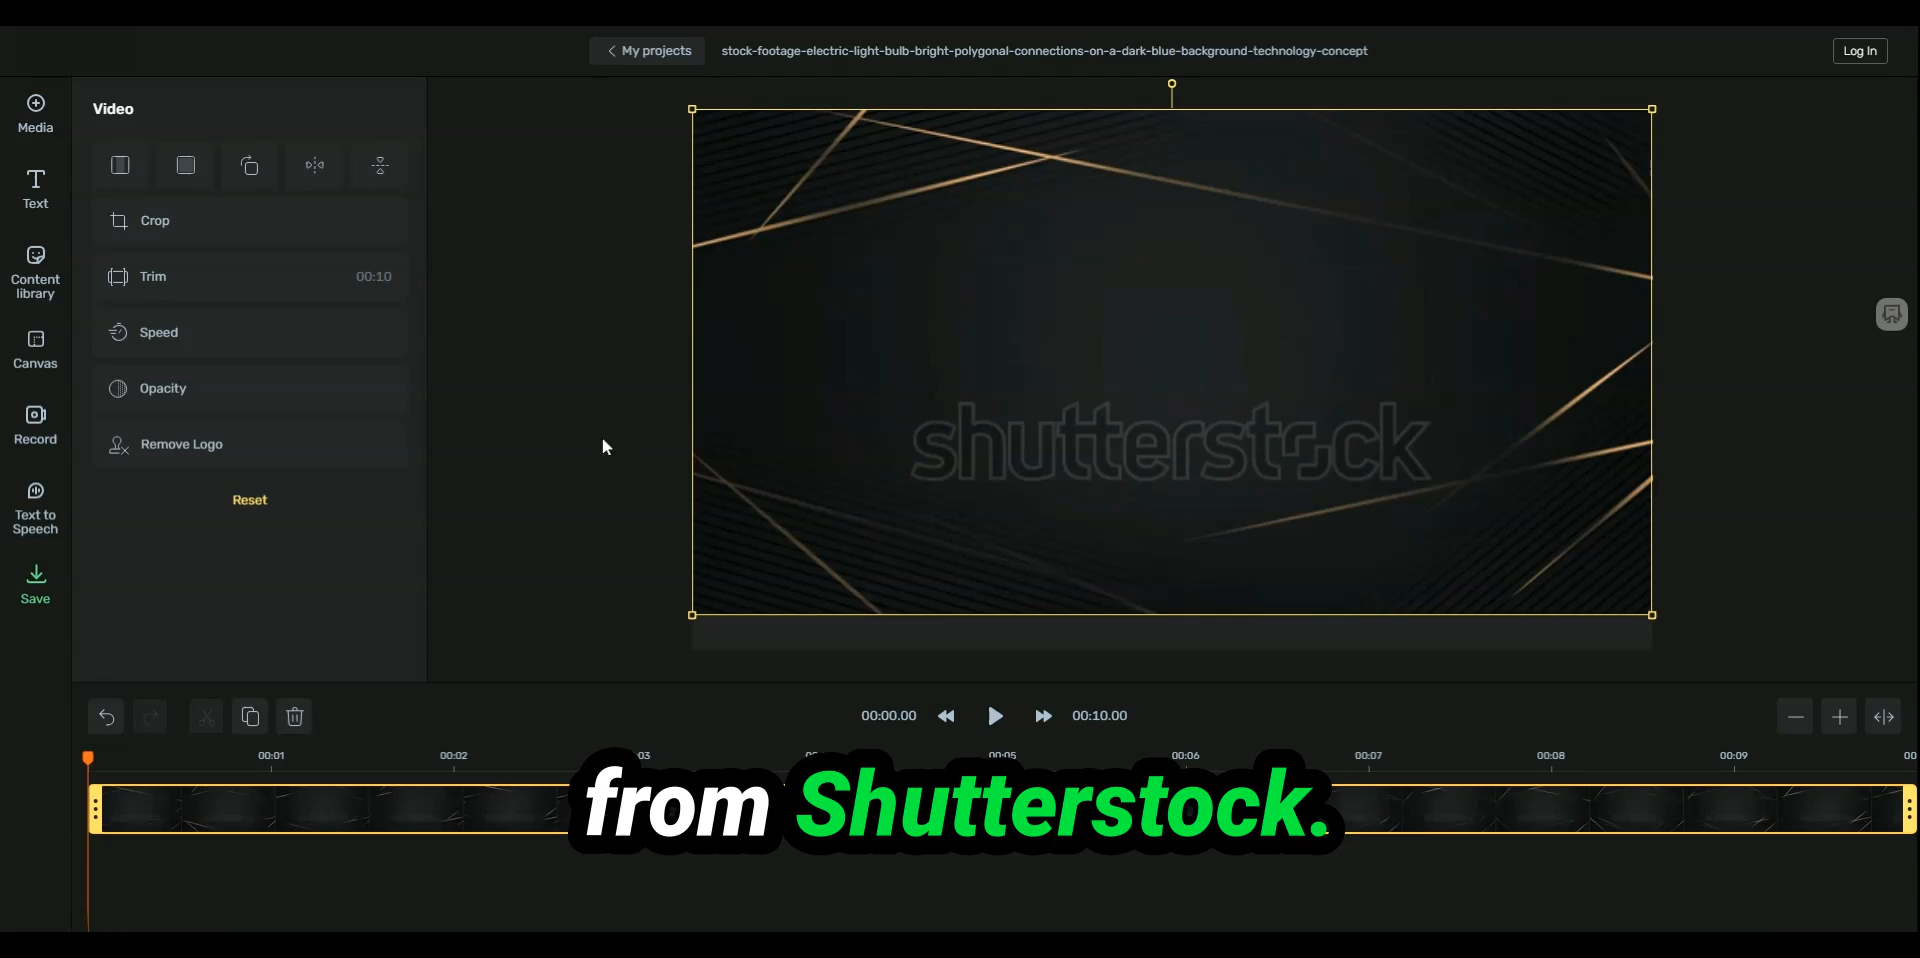 My projects
stock-footage-electric-light-bulb-bright-polygonal-connections-on-a-dark-blue-background-technology-concept
Log In
Media
Text
Content
library
Canvas
Record
Text to
Speech
Save
Video
Crop
Trim 00:10
Speed
Opacity
Remove Logo
Reset
shutterstock
00:00.00
00:10.00
00:01 00:02 :03 00:05 00:06 00:07 00:08 00:09 00
from Shutterstock.